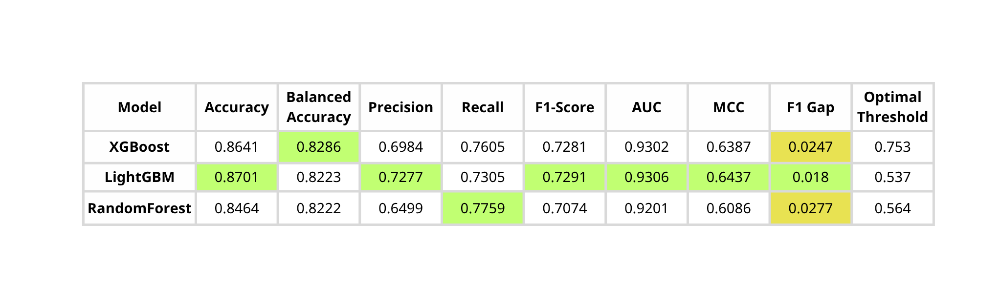 Model Accuracy Balanced Accuracy Precision Recall F1-Score AUC MCC F1 Gap Optimal Threshold
XGBoost 0.8641 0.8286 0.6984 0.7605 0.7281 0.9302 0.6387 0.0247 0.753
LightGBM 0.8701 0.8223 0.7277 0.7305 0.7291 0.9306 0.6437 0.018 0.537
RandomForest 0.8464 0.8222 0.6499 0.7759 0.7074 0.9201 0.6086 0.0277 0.564